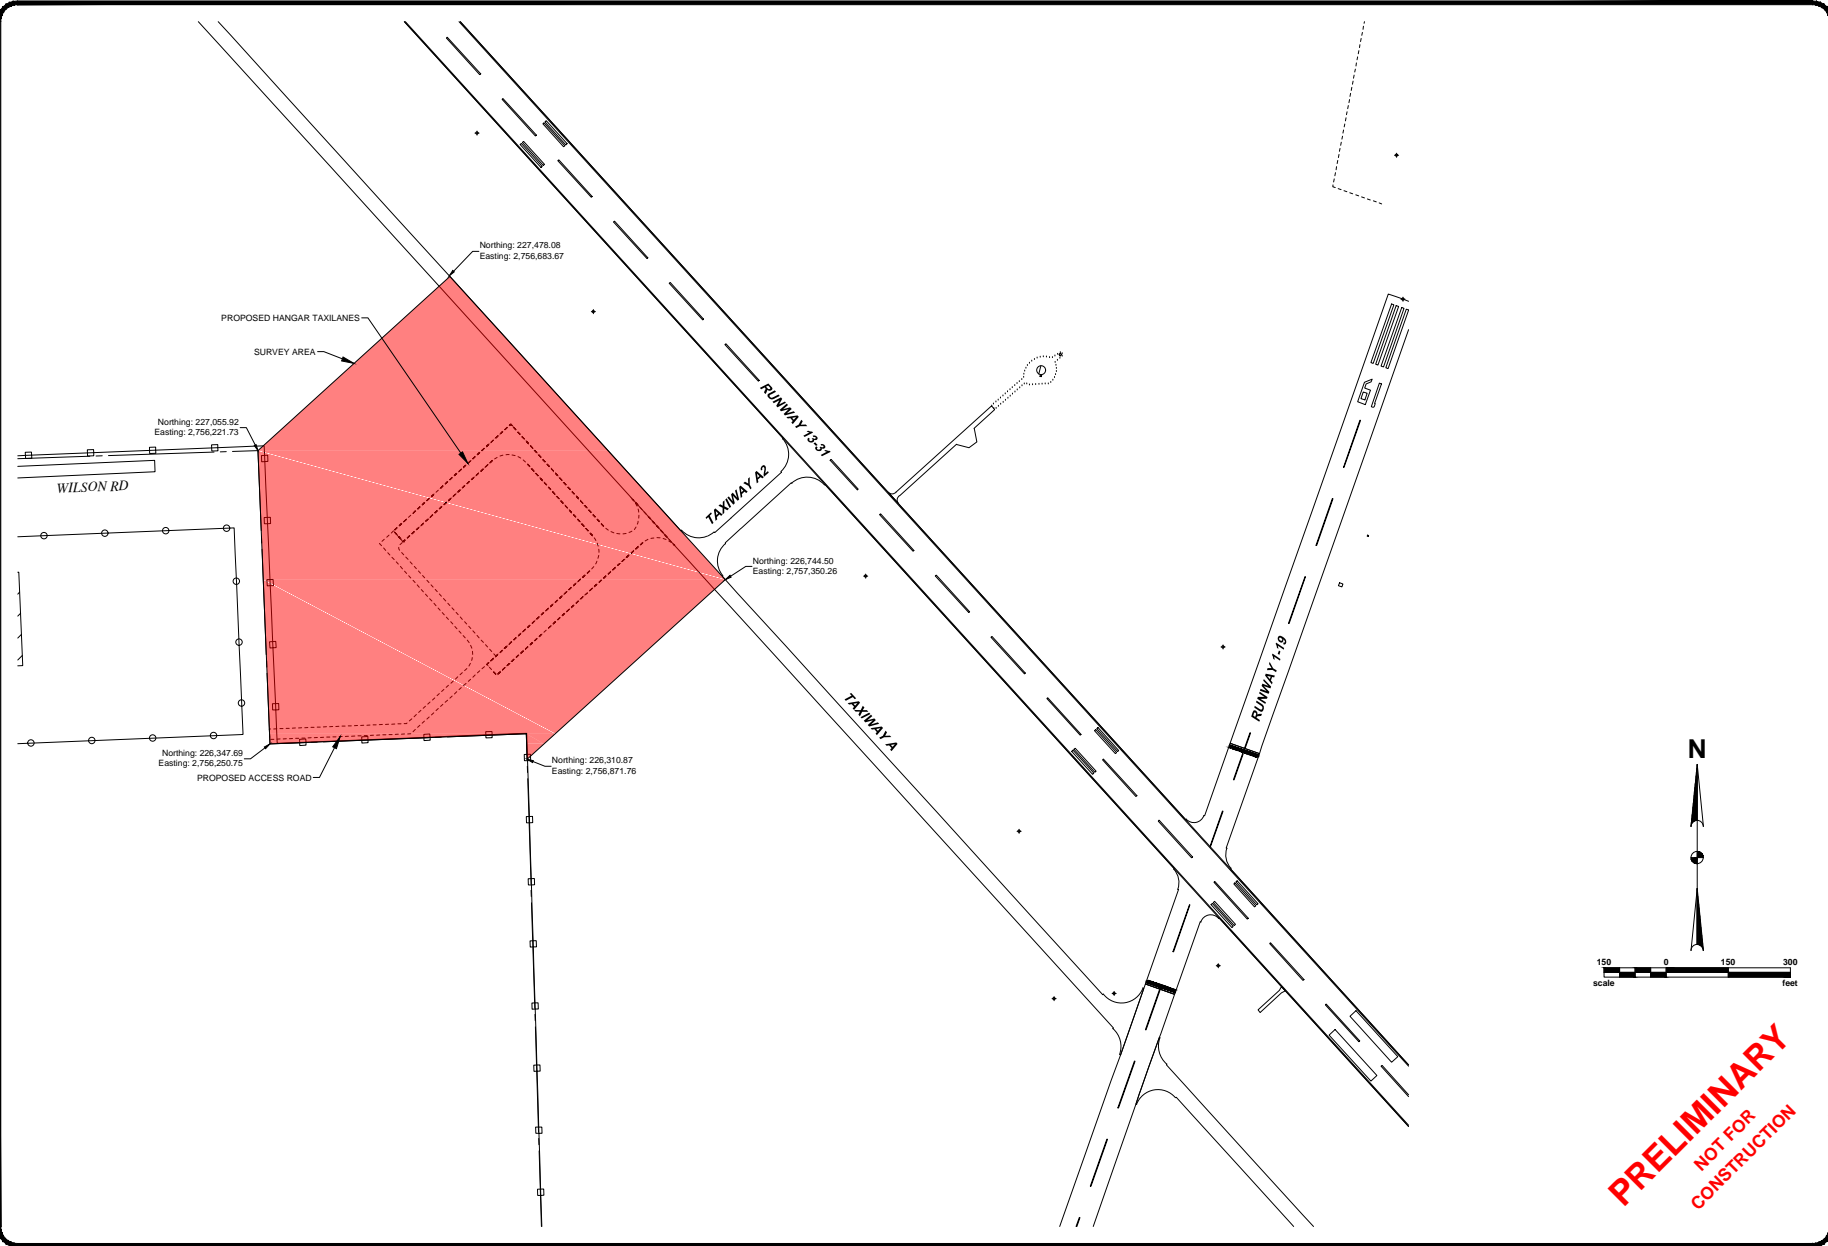 Northing: 227,478.08
Easting: 2,756,683.67
PROPOSED HANGAR TAXILANES
SURVEY AREA
Northing: 227,055.92
Easting: 2,756,221.73
WILSON RD
RUNWAY 13-31
TAXIWAY A2
19
Northing: 226,744.50
Easting: 2,757,350.26
RUNWAY 1-19
TAXIWAY A
Northing: 226,347.69
Easting: 2,756,250.75
PROPOSED ACCESS ROAD
Northing: 226,310.87
Easting: 2,756,871.76
N
150 0 150 300
scale feet
PRELIMINARY
NOT FOR
CONSTRUCTION